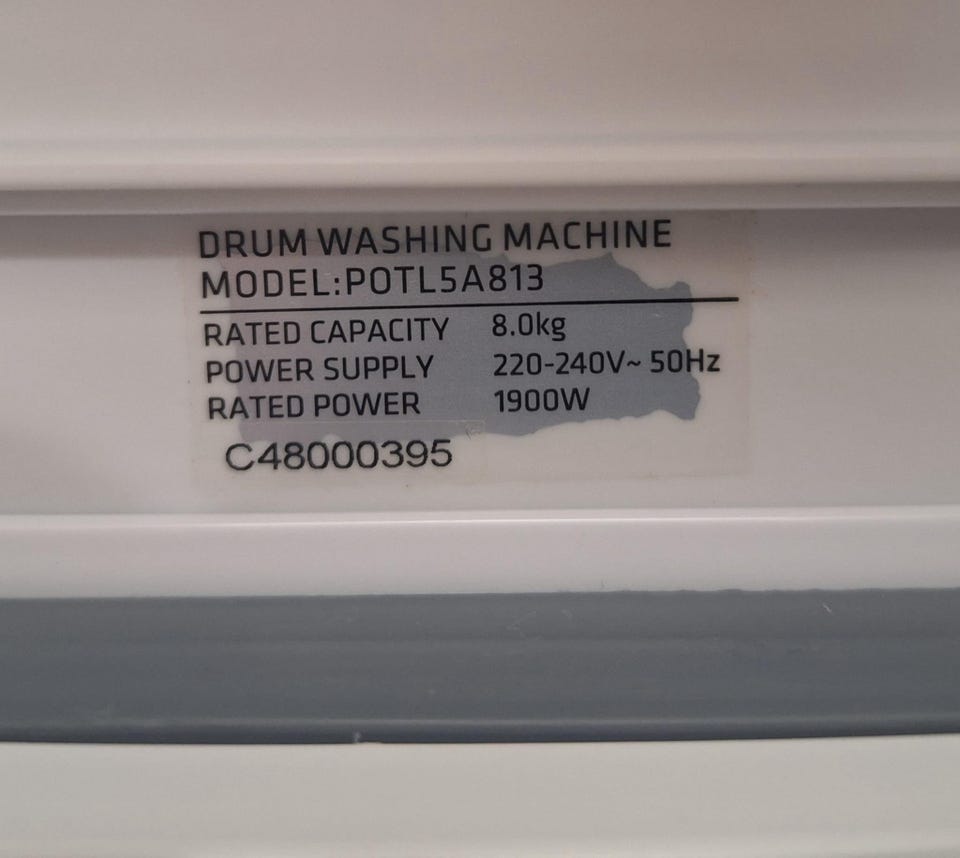 DRUM WASHING MACHINE
MODEL:POTL5A813
RATED CAPACITY 8.0kg
POWER SUPPLY 220-240V~ 50Hz
RATED POWER 1900W
C48000395